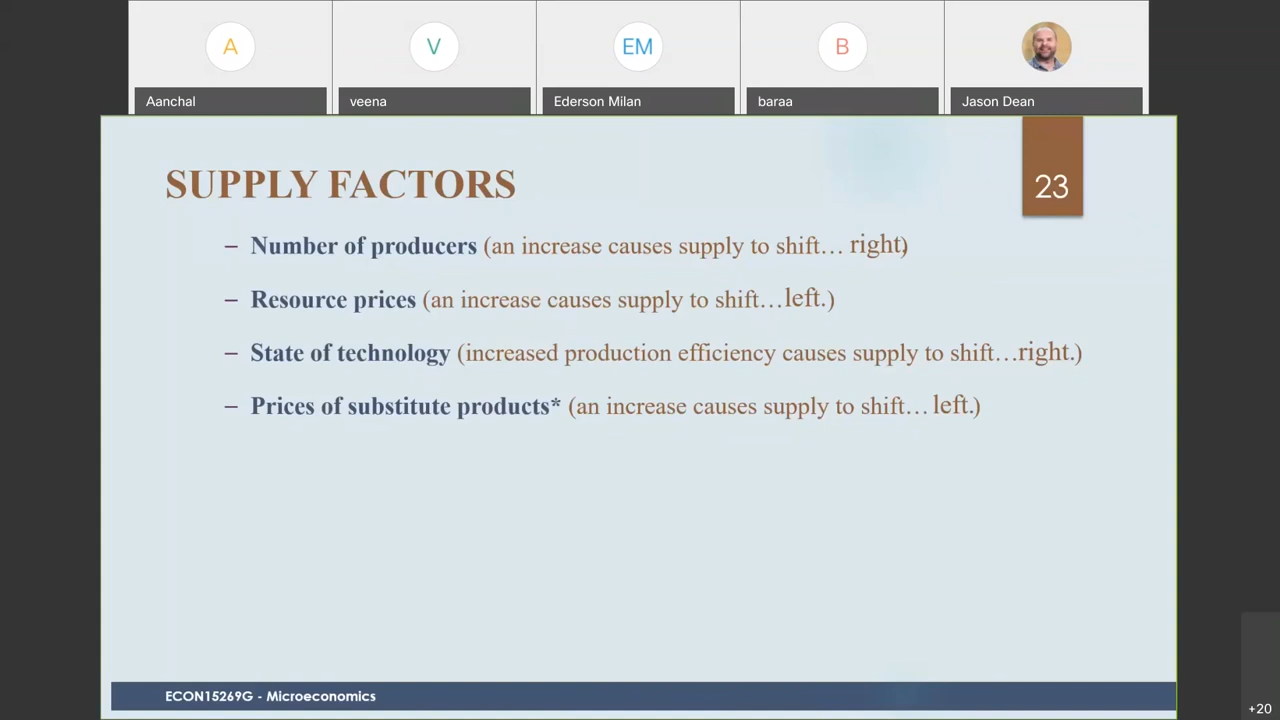 A
V
EM
B
Aanchal
veena
Ederson Milan
baraa
Jason Dean
SUPPLY FACTORS
23
– Number of producers (an increase causes supply to shift… right.)
– Resource prices (an increase causes supply to shift…left.)
– State of technology (increased production efficiency causes supply to shift…right.)
– Prices of substitute products* (an increase causes supply to shift… left.)
ECON15269G - Microeconomics
+20